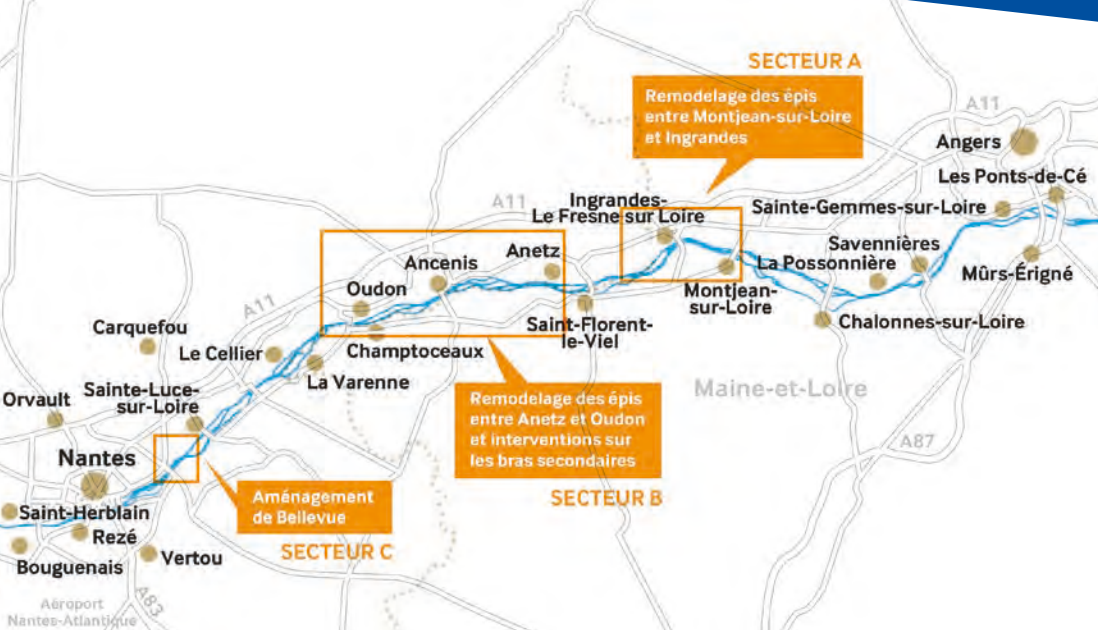 SECTEUR A
Remodelage des épis
entre Montjean-sur-Loire
et Ingrandes
A11
Angers
Les Ponts-de-Cé
Ingrandes-
Le Fresne sur Loire
Sainte-Gemmes-sur-Loire
A11
Anetz
Savennières
Ancenis
La Possonnière
Mûrs-Érigné
Oudon
Montjean-
sur-Loire
A11
Saint-Florent-
le-Viel
Chalonnes-sur-Loire
Carquefou
Le Cellier
Champtoceaux
La Varenne
Maine-et-Loire
Sainte-Luce-
sur-Loire
Orvault
Remodelage des épis
entre Anetz et Oudon
et interventions sur
les bras secondaires
A87
Nantes
SECTEUR B
Aménagement
de Bellevue
Saint-Herblain
Rezé
SECTEUR C
Vertou
Bouguenais
A83
Aéroport
Nantes-Atlantique